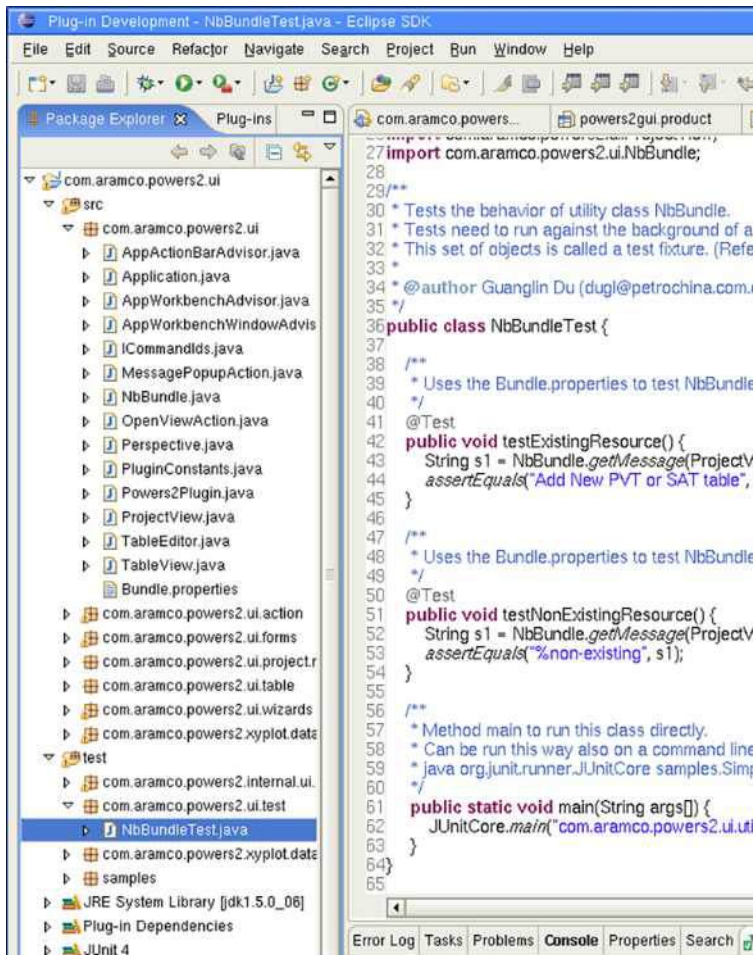 Plug-in Development - NbBundleTest.java - Eclipse SDK
File Edit Source Refactor Navigate Search Project Run Window Help
Package Explorer Plug-ins
com.aramco.powers2.ui
src
com.aramco.powers2.ui
AppActionBarAdvisor.java
Application.java
AppWorkbenchAdvisor.java
AppWorkbenchWindowAdvis
ICommandIds.java
MessagePopupAction.java
NbBundle.java
OpenViewAction.java
Perspective.java
PluginConstants.java
Powers2Plugin.java
ProjectView.java
TableEditor.java
TableView.java
Bundle.properties
com.aramco.powers2.ui.action
com.aramco.powers2.ui.forms
com.aramco.powers2.ui.project.r
com.aramco.powers2.ui.table
com.aramco.powers2.ui.wizards
com.aramco.powers2.xyplot.data
test
com.aramco.powers2.internal.ui.
com.aramco.powers2.ui.test
NbBundleTest.java
com.aramco.powers2.xyplot.data
samples
JRE System Library [jdk1.5.0_06]
Plug-in Dependencies
JUnit 4
com.aramco.powers... powers2gui.product
27 import com.aramco.powers2.ui.NbBundle;
28
29 /**
30 * Tests the behavior of utility class NbBundle.
31 * Tests need to run against the background of a
32 * This set of objects is called a test fixture. (Refe
33 *
34 * @author Guanglin Du (dugl@petrochina.com.
35 */
36 public class NbBundleTest {
37
38 /**
39 * Uses the Bundle.properties to test NbBundle
40 */
41 @Test
42 public void testExistingResource() {
43 String s1 = NbBundle.getMessage(ProjectV
44 assertEquals("Add New PVT or SAT table",
45 }
46
47 /**
48 * Uses the Bundle.properties to test NbBundle
49 */
50 @Test
51 public void testNonExistingResource() {
52 String s1 = NbBundle.getMessage(ProjectV
53 assertEquals("%non-existing", s1);
54 }
55
56 /**
57 * Method main to run this class directly.
58 * Can be run this way also on a command line
59 * java org.junit.runner.JUnitCore samples.Simp
60 */
61 public static void main(String args[]) {
62 JUnitCore.main("com.aramco.powers2.ui.uti
63 }
64 }
65
Error Log Tasks Problems Console Properties Search